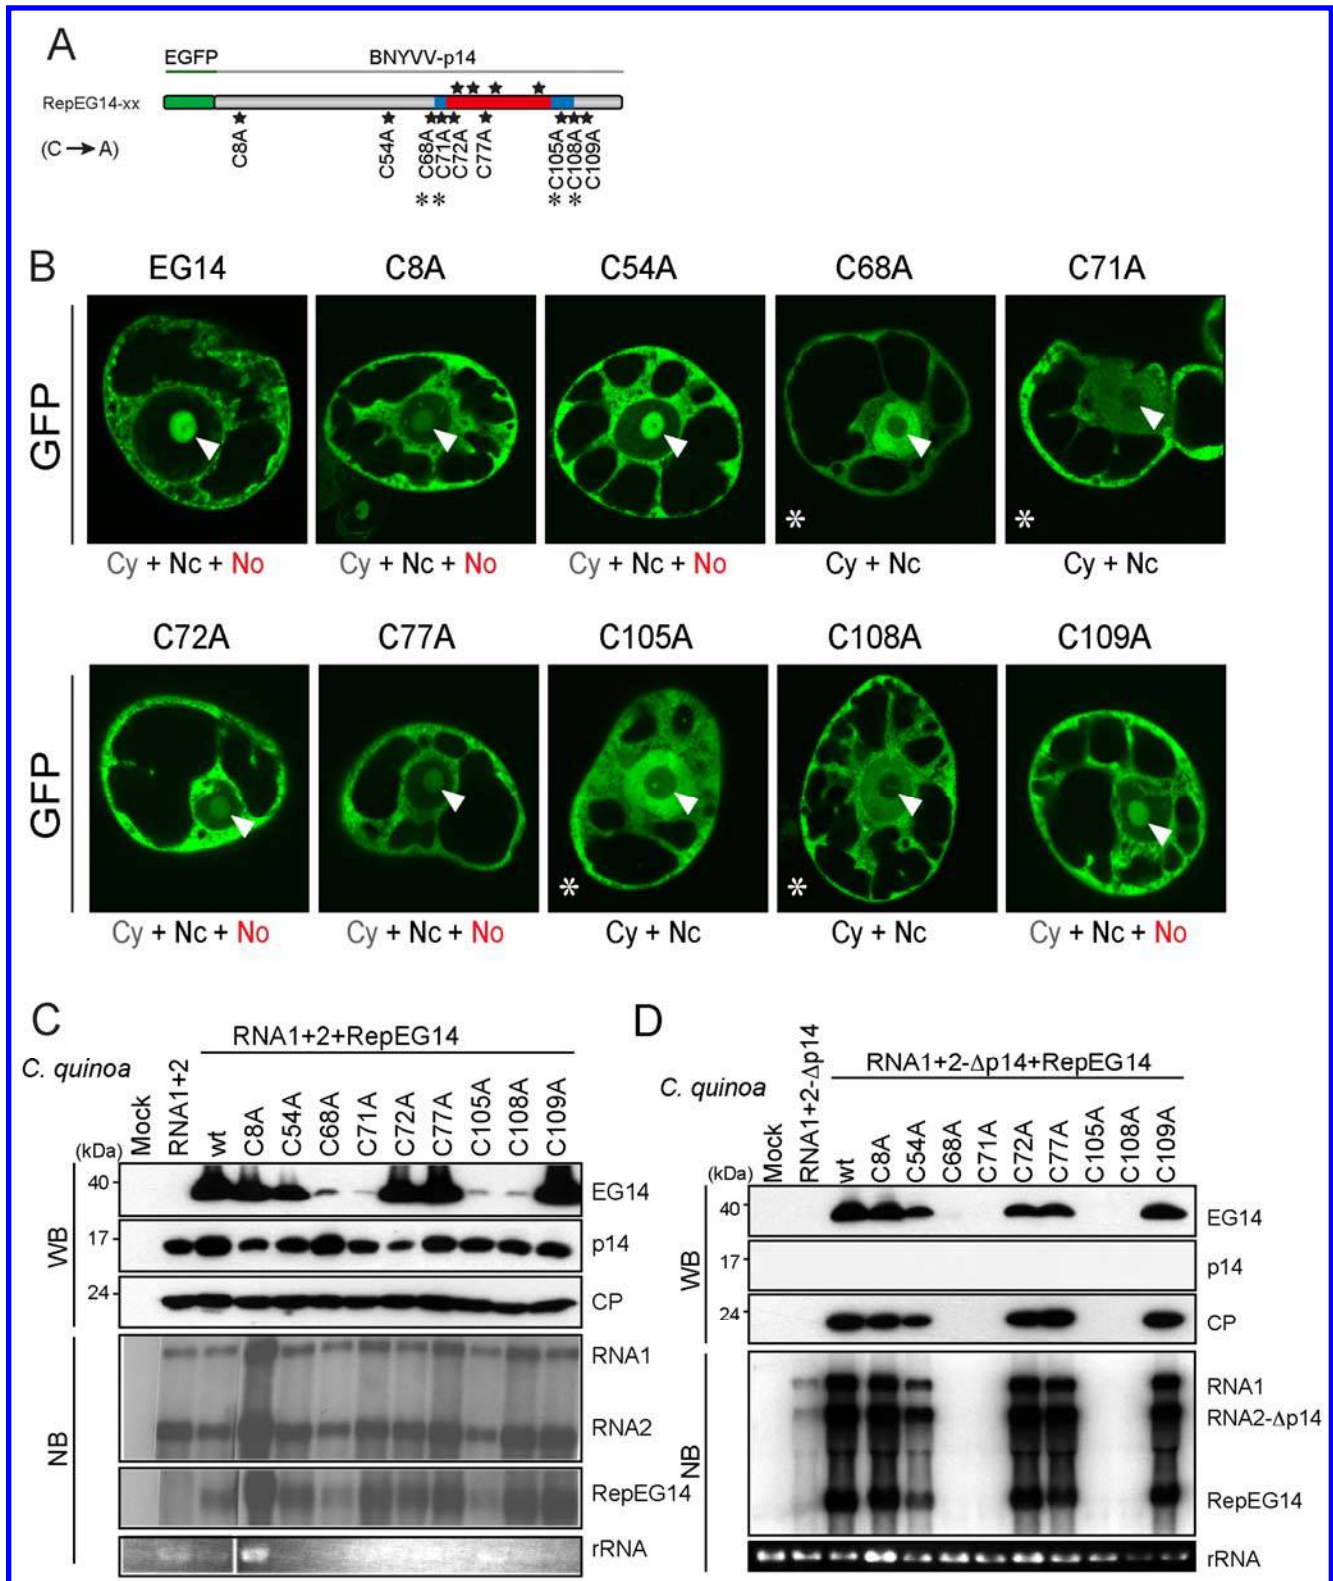 A
EGFP BNYVV-p14
RepEG14-xx
(C → A)
C8A C54A C68A C71A C72A C77A C105A C108A C109A
* * * *
B
EG14 C8A C54A C68A C71A
GFP
* *
Cy + Nc + No Cy + Nc + No Cy + Nc + No Cy + Nc Cy + Nc
C72A C77A C105A C108A C109A
GFP
* *
Cy + Nc + No Cy + Nc + No Cy + Nc Cy + Nc Cy + Nc + No
C
RNA1+2+RepEG14
C. quinoa
Mock RNA1+2 wt C8A C54A C68A C71A C72A C77A C105A C108A C109A
(kDa)
WB
40 EG14
17 p14
24 CP
NB
RNA1
RNA2
RepEG14
rRNA
D
RNA1+2-Δp14+RepEG14
C. quinoa
Mock RNA1+2-Δp14 wt C8A C54A C68A C71A C72A C77A C105A C108A C109A
(kDa)
WB
40 EG14
17 p14
24 CP
NB
RNA1
RNA2-Δp14
RepEG14
rRNA